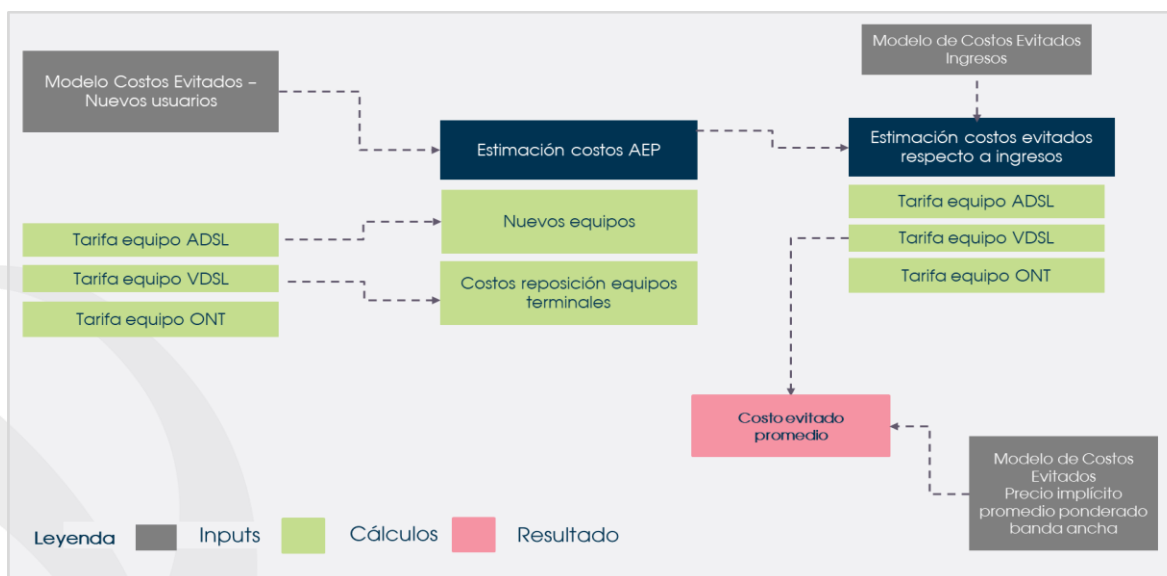 Modelo de Costos Evitados
Ingresos
Modelo Costos Evitados –
Nuevos usuarios
Estimación costos AEP
Estimación costos evitados
respecto a ingresos
Tarifa equipo ADSL
Tarifa equipo VDSL
Tarifa equipo ONT
Nuevos equipos
Costos reposición equipos
terminales
Tarifa equipo ADSL
Tarifa equipo VDSL
Tarifa equipo ONT
Costo evitado
promedio
Modelo de Costos
Evitados
Precio implícito
promedio ponderado
banda ancha
Leyenda Inputs Cálculos Resultado